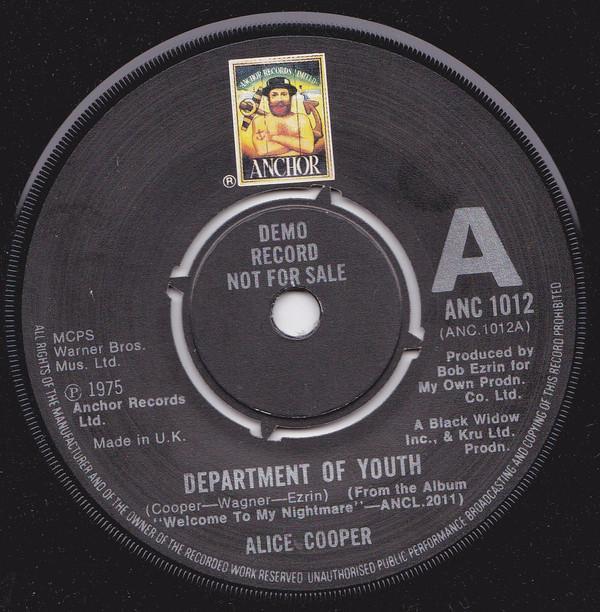 ANCHOR RECORDS LIMITED
ANCHOR
®
DEMO
RECORD
NOT FOR SALE
A
ANC 1012
(ANC.1012A)
MCPS
Warner Bros.
Mus. Ltd.
Ⓟ 1975
Anchor Records
Ltd.
Made in U.K.
Produced by
Bob Ezrin for
My Own Prodn.
Co. Ltd.
A Black Widow
Inc., & Kru Ltd.
Prodn.
DEPARTMENT OF YOUTH
(Cooper—Wagner—Ezrin) (From the Album
"Welcome To My Nightmare"—ANCL.2011)
ALICE COOPER
ALL RIGHTS OF THE MANUFACTURER AND OF THE OWNER OF THE RECORDED WORK RESERVED UNAUTHORISED PUBLIC PERFORMANCE BROADCASTING AND COPYING OF THIS RECORD PROHIBITED